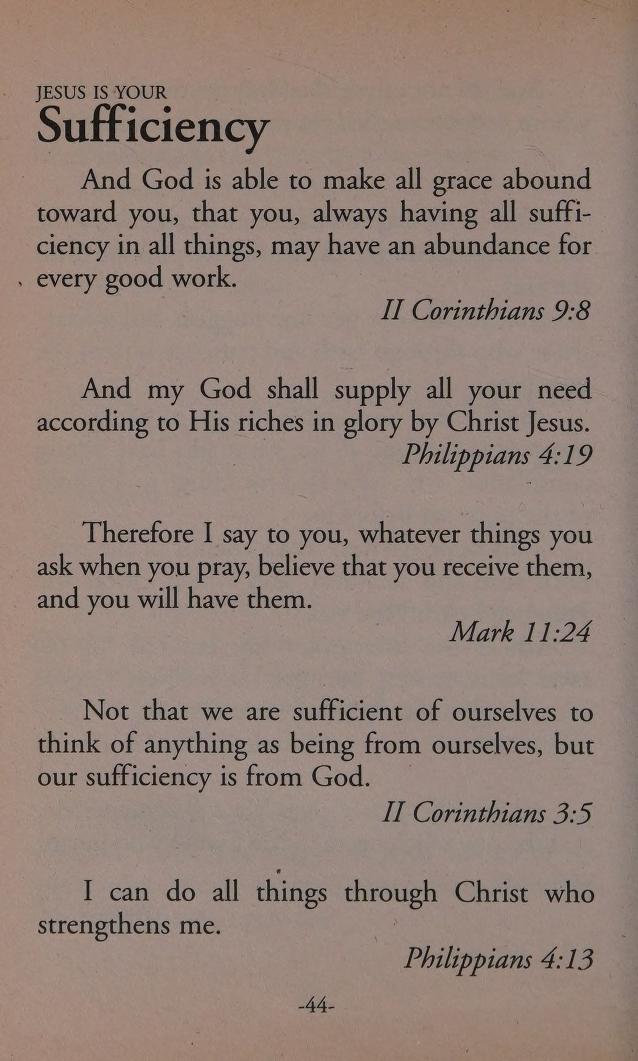 JESUS IS YOUR
Sufficiency
And God is able to make all grace abound
toward you, that you, always having all suffi-
ciency in all things, may have an abundance for
every good work.
II Corinthians 9:8
And my God shall supply all your need
according to His riches in glory by Christ Jesus.
Philippians 4:19
Therefore I say to you, whatever things you
ask when you pray, believe that you receive them,
and you will have them.
Mark 11:24
Not that we are sufficient of ourselves to
think of anything as being from ourselves, but
our sufficiency is from God.
II Corinthians 3:5
I can do all things through Christ who
strengthens me.
Philippians 4:13
-44-